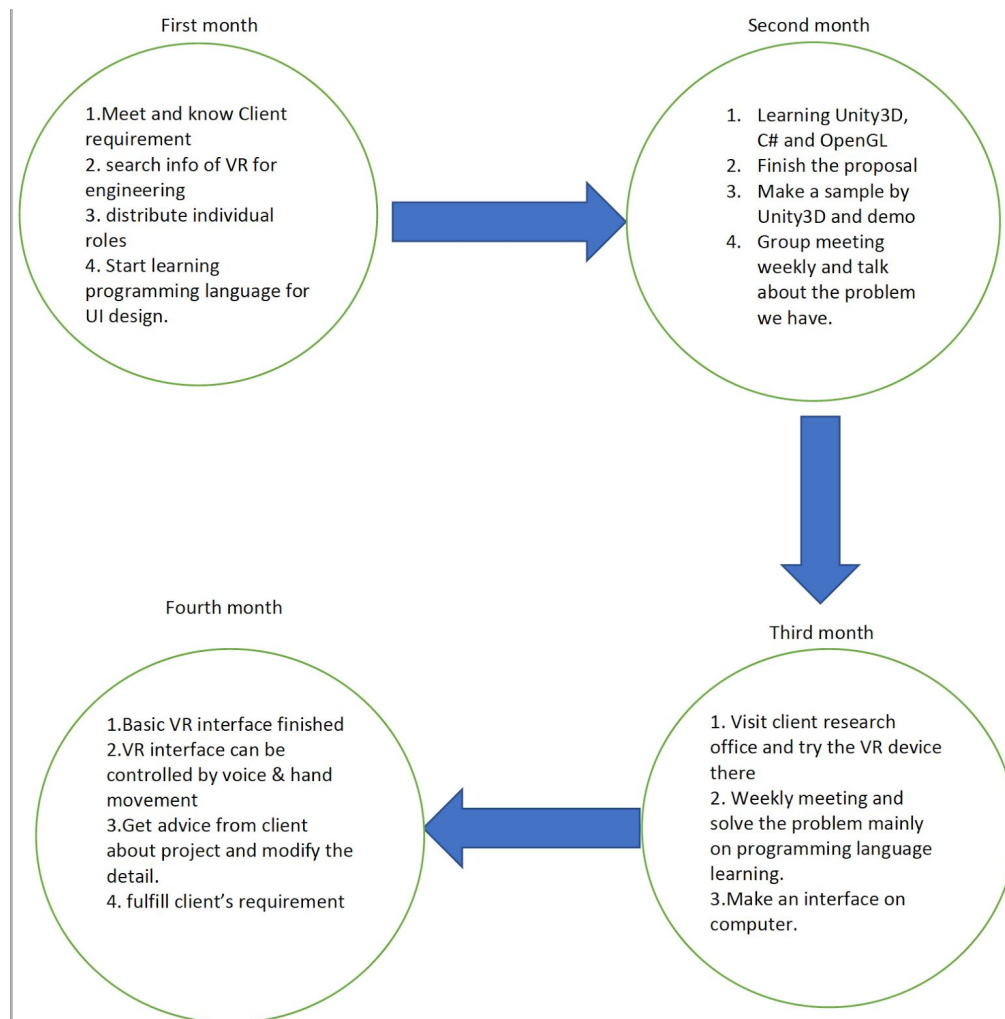 First month
1.Meet and know Client
requirement
2. search info of VR for
engineering
3. distribute individual
roles
4. Start learning
programming language for
UI design.
Second month
1. Learning Unity3D,
C# and OpenGL
2. Finish the proposal
3. Make a sample by
Unity3D and demo
4. Group meeting
weekly and talk
about the problem
we have.
Third month
1. Visit client research
office and try the VR device
there
2. Weekly meeting and
solve the problem mainly
on programming language
learning.
3.Make an interface on
computer.
Fourth month
1.Basic VR interface finished
2.VR interface can be
controlled by voice & hand
movement
3.Get advice from client
about project and modify the
detail.
4. fulfill client’s requirement